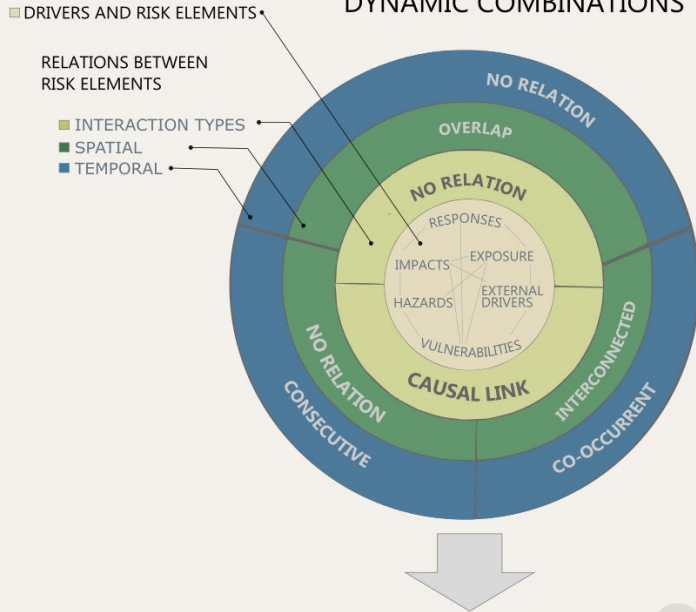 DYNAMIC COMBINATIONS
DRIVERS AND RISK ELEMENTS
RELATIONS BETWEEN
RISK ELEMENTS
INTERACTION TYPES
SPATIAL
TEMPORAL
NO RELATION
OVERLAP
NO RELATION
RESPONSES
IMPACTS
EXPOSURE
HAZARDS
EXTERNAL
DRIVERS
VULNERABILITIES
CAUSAL LINK
NO RELATION
INTERCONNECTED
CONSECUTIVE
CO-OCCURRENT